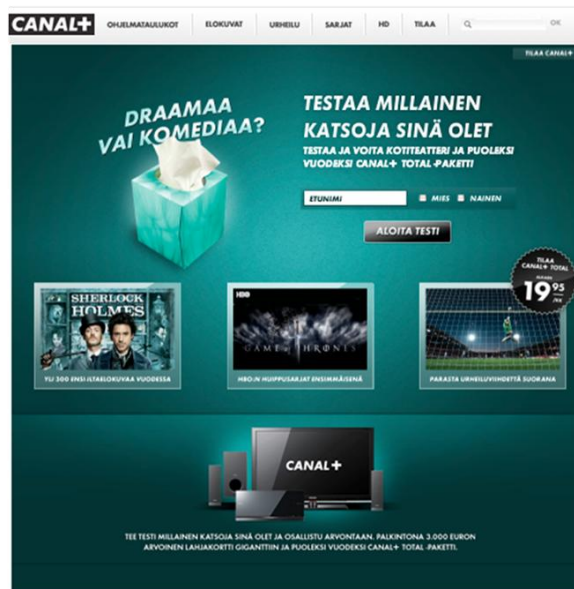 CANAL+ OHJELMATAULUKOT ELOKUVAT URHEILU SARJAT HD TILAA OK
TILAA CANAL+
DRAAMAA
VAI KOMEDIAA?
TESTAA MILLAINEN
KATSOJA SINÄ OLET
TESTAA JA VOITA KOTITEATTERI JA PUOLEKSI
VUODEKSI CANAL+ TOTAL -PAKETTI
ETUNIMI MIES NAINEN
ALOITA TESTI
TILAA
CANAL+ TOTAL
19 95
/KK
SHERLOCK
HOLMES
HBO
GAME OF THRONES
YLI 300 ENSI-ILTAELOKUVAA VUODESSA
HBO:N HUIPPUSARJAT ENSIMMÄISENÄ
PARASTA URHEILUVIIHDETTÄ SUORANA
CANAL+
TEE TESTI MILLAINEN KATSOJA SINÄ OLET JA OSALLISTU ARVONTAAN. PALKINTONA 3.000 EURON
ARVOINEN LAHJAKORTTI GIGANTTIIN JA PUOLEKSI VUODEKSI CANAL+ TOTAL -PAKETTI.